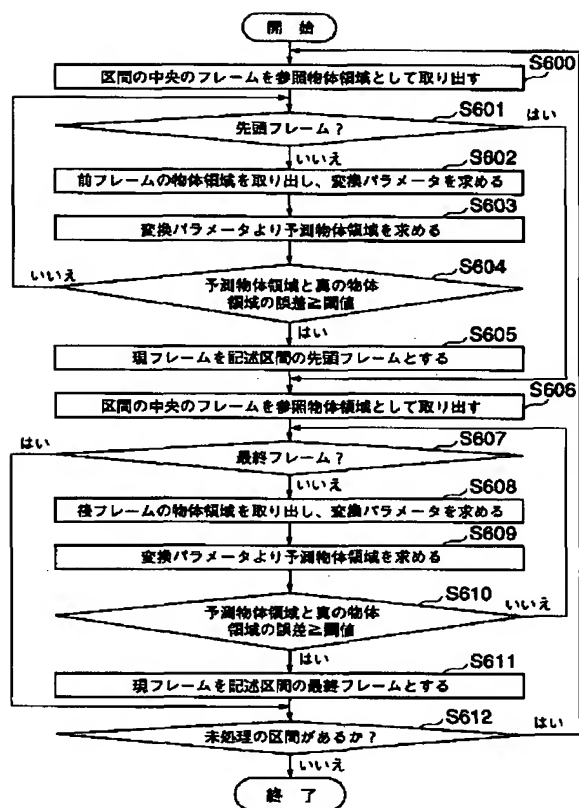 開始
S600
区間の中央のフレームを参照物体領域として取り出す
S601
はい
先頭フレーム？
いいえ
S602
前フレームの物体領域を取り出し、変換パラメータを求める
S603
変換パラメータより予測物体領域を求める
S604
いいえ
予測物体領域と真の物体
領域の誤差≧閾値
はい
S605
現フレームを記述区間の先頭フレームとする
S606
区間の中央のフレームを参照物体領域として取り出す
S607
はい
最終フレーム？
いいえ
S608
後フレームの物体領域を取り出し、変換パラメータを求める
S609
変換パラメータより予測物体領域を求める
S610
いいえ
予測物体領域と真の物体
領域の誤差≧閾値
はい
S611
現フレームを記述区間の最終フレームとする
S612
はい
未処理の区間があるか？
いいえ
終了